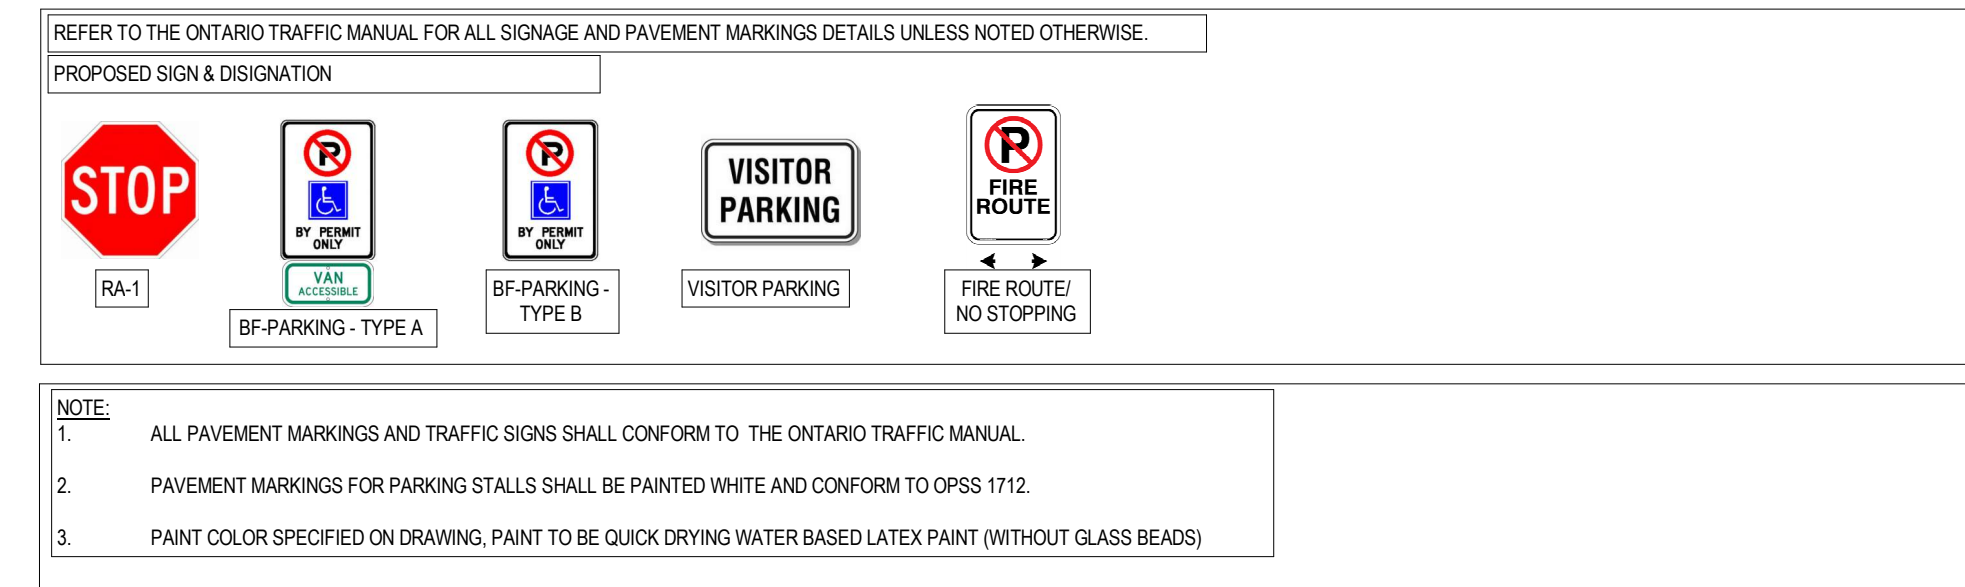 REFER TO THE ONTARIO TRAFFIC MANUAL FOR ALL SIGNAGE AND PAVEMENT MARKINGS DETAILS UNLESS NOTED OTHERWISE.
PROPOSED SIGN & DISIGNATION
STOP
RA-1
P
BY PERMIT
ONLY
VAN
ACCESSIBLE
BF-PARKING - TYPE A
P
BY PERMIT
ONLY
BF-PARKING -
TYPE B
VISITOR
PARKING
VISITOR PARKING
P
FIRE
ROUTE
FIRE ROUTE/
NO STOPPING
NOTE:
1. ALL PAVEMENT MARKINGS AND TRAFFIC SIGNS SHALL CONFORM TO THE ONTARIO TRAFFIC MANUAL.
2. PAVEMENT MARKINGS FOR PARKING STALLS SHALL BE PAINTED WHITE AND CONFORM TO OPSS 1712.
3. PAINT COLOR SPECIFIED ON DRAWING, PAINT TO BE QUICK DRYING WATER BASED LATEX PAINT (WITHOUT GLASS BEADS)